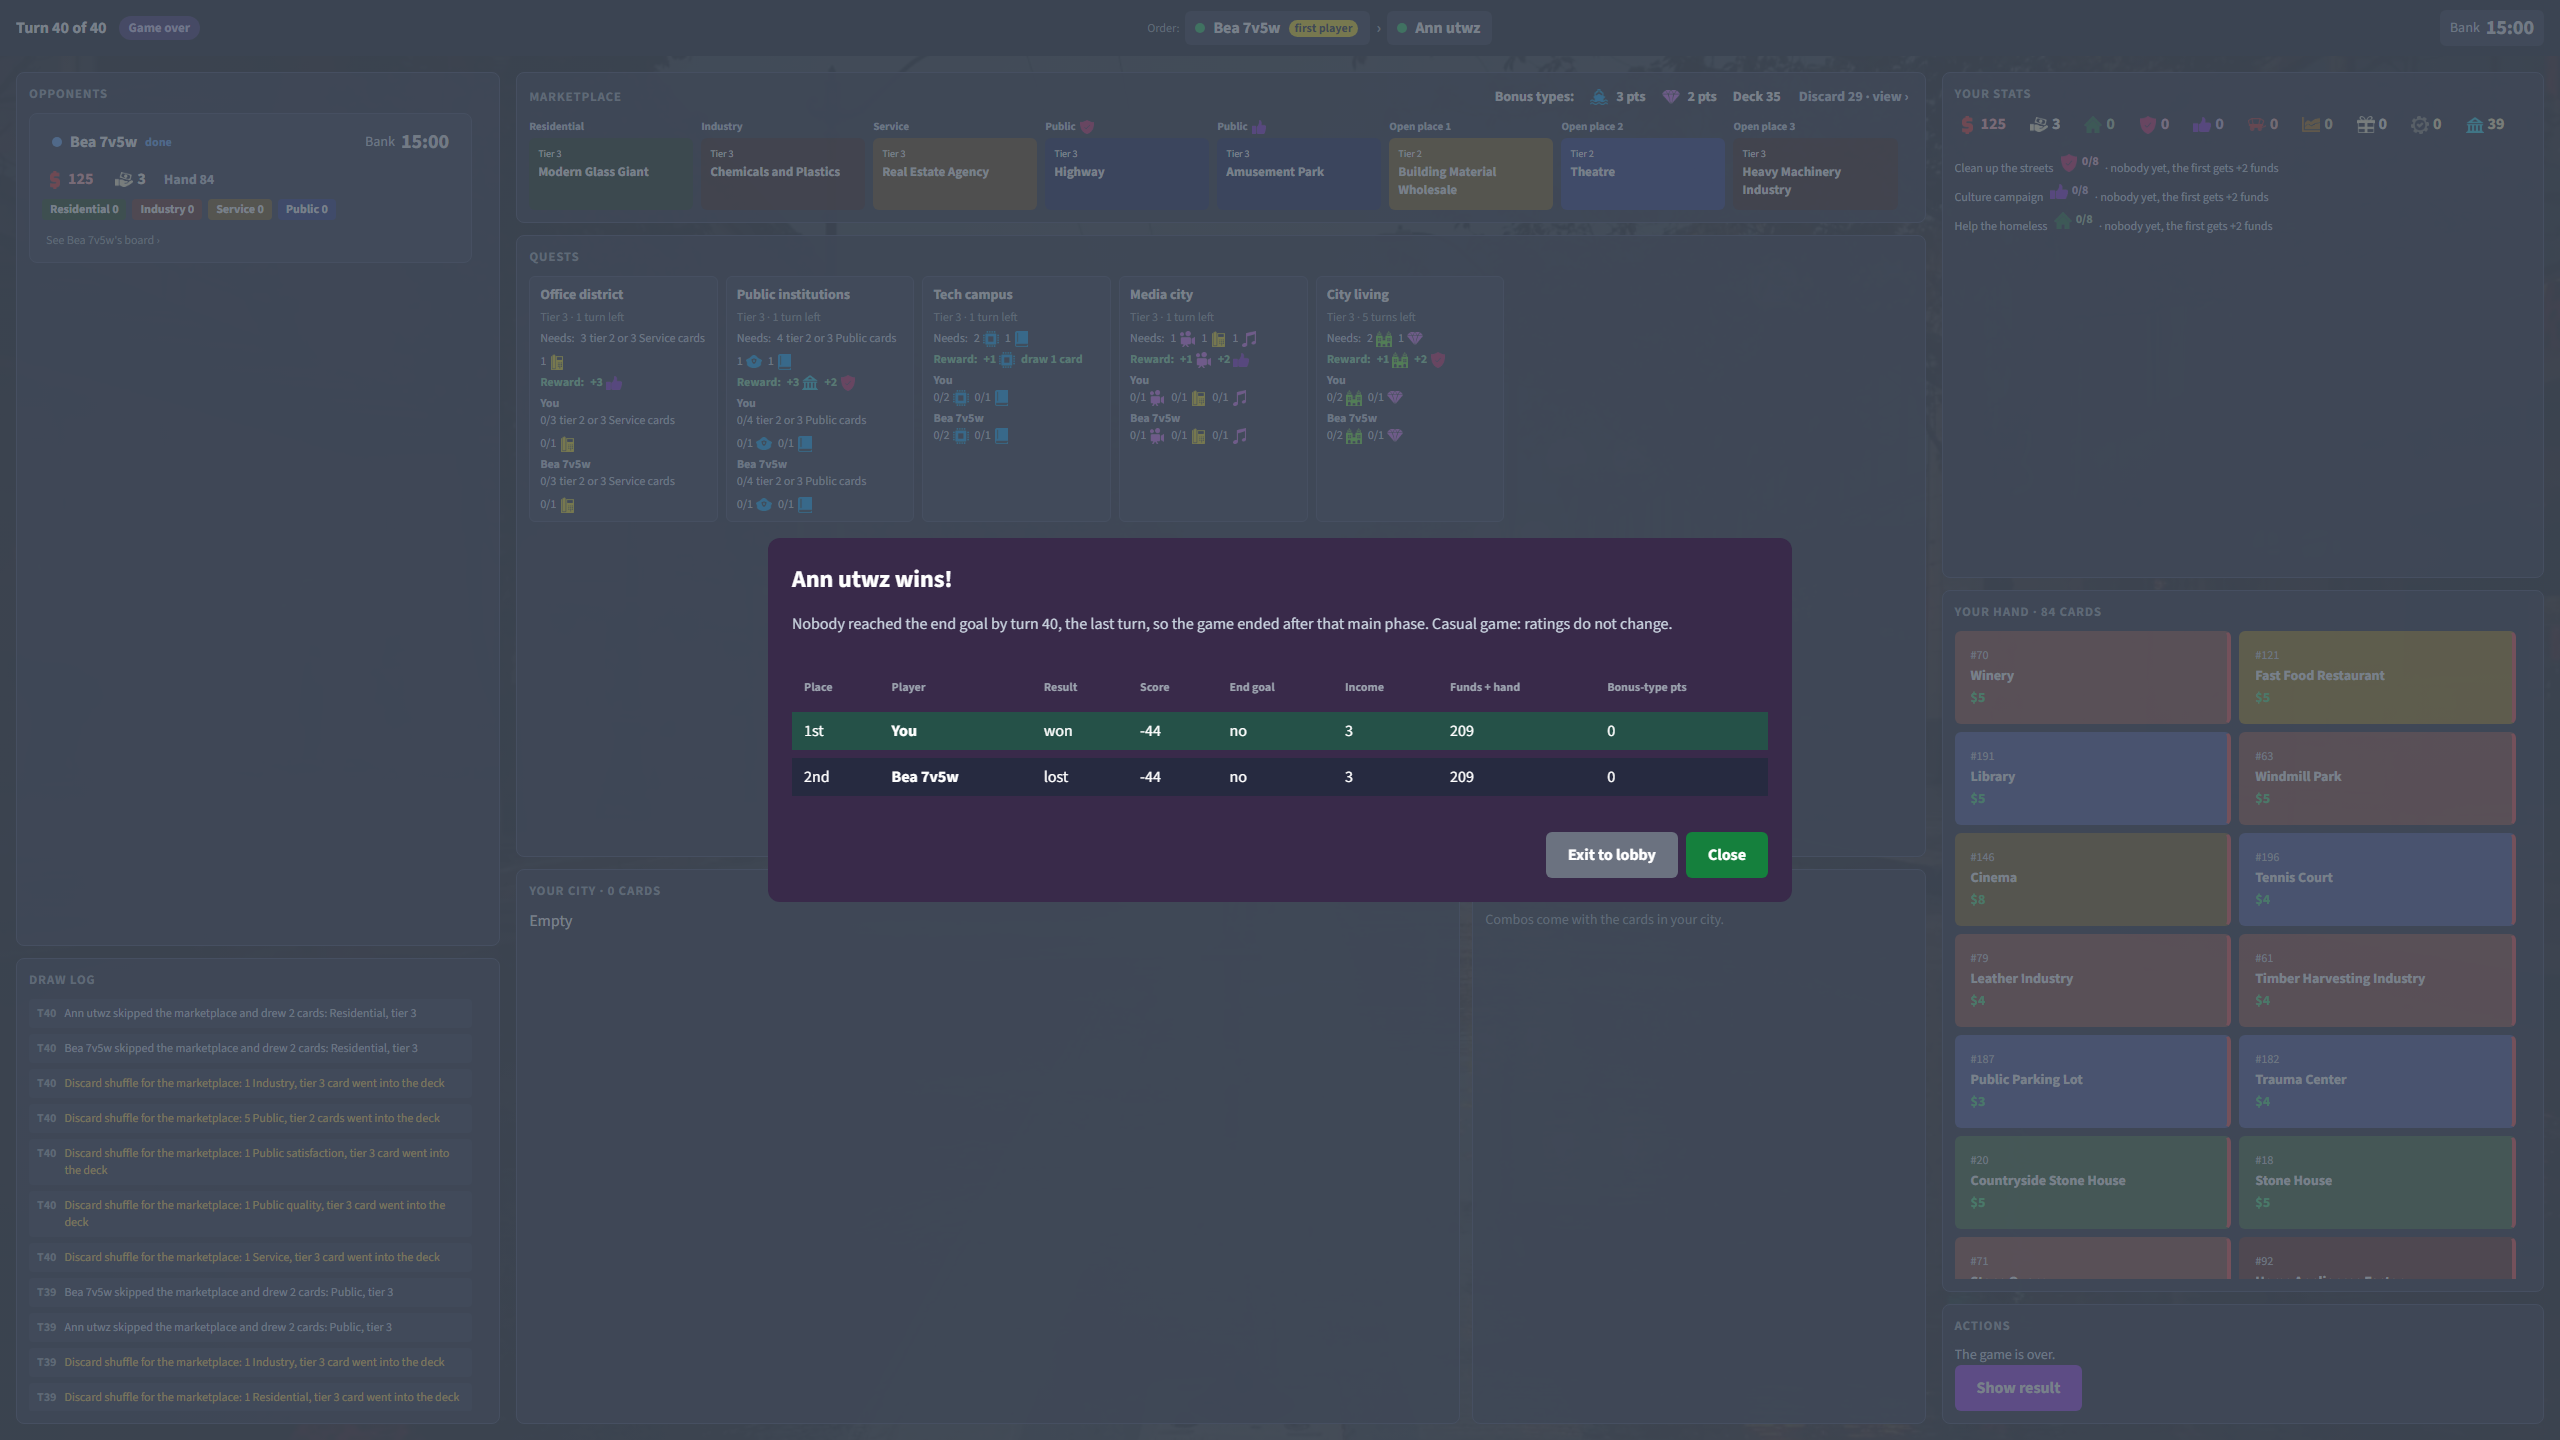 Turn 40 of 40 Game over
Order: Bea 7v5w first player › Ann utwz
Bank 15:00
OPPONENTS
Bea 7v5w done Bank 15:00
125 3 Hand 84
Residential 0 Industry 0 Service 0 Public 0
See Bea 7v5w's board ›
MARKETPLACE
Bonus types: 3 pts 2 pts Deck 35 Discard 29 · view ›
Residential
Tier 3
Modern Glass Giant
Industry
Tier 3
Chemicals and Plastics
Service
Tier 3
Real Estate Agency
Public
Tier 3
Highway
Public
Tier 3
Amusement Park
Open place 1
Tier 2
Building Material
Wholesale
Open place 2
Tier 2
Theatre
Open place 3
Tier 3
Heavy Machinery
Industry
YOUR STATS
$ 125 3 0 0 0 0 0 0 0 39
Clean up the streets 0/8 · nobody yet, the first gets +2 funds
Culture campaign 0/8 · nobody yet, the first gets +2 funds
Help the homeless 0/8 · nobody yet, the first gets +2 funds
QUESTS
Office district
Tier 3 · 1 turn left
Needs: 3 tier 2 or 3 Service cards
1
Reward: +3
You
0/3 tier 2 or 3 Service cards
0/1
Bea 7v5w
0/3 tier 2 or 3 Service cards
0/1
Public institutions
Tier 3 · 1 turn left
Needs: 4 tier 2 or 3 Public cards
1 1
Reward: +3 +2
You
0/4 tier 2 or 3 Public cards
0/1 0/1
Bea 7v5w
0/4 tier 2 or 3 Public cards
0/1 0/1
Tech campus
Tier 3 · 1 turn left
Needs: 2 1
Reward: +1 draw 1 card
You
0/2 0/1
Bea 7v5w
0/2 0/1
Media city
Tier 3 · 1 turn left
Needs: 1 1 1
Reward: +1 +2
You
0/1 0/1 0/1
Bea 7v5w
0/1 0/1 0/1
City living
Tier 3 · 5 turns left
Needs: 2 1
Reward: +1 +2
You
0/2 0/1
Bea 7v5w
0/2 0/1
Ann utwz wins!
Nobody reached the end goal by turn 40, the last turn, so the game ended after that main phase. Casual game: ratings do not change.
Place Player Result Score End goal Income Funds + hand Bonus-type pts
1st You won -44 no 3 209 0
2nd Bea 7v5w lost -44 no 3 209 0
Exit to lobby Close
YOUR CITY · 0 CARDS
Empty
Combos come with the cards in your city.
DRAW LOG
T40 Ann utwz skipped the marketplace and drew 2 cards: Residential, tier 3
T40 Bea 7v5w skipped the marketplace and drew 2 cards: Residential, tier 3
T40 Discard shuffle for the marketplace: 1 Industry, tier 3 card went into the deck
T40 Discard shuffle for the marketplace: 5 Public, tier 2 cards went into the deck
T40 Discard shuffle for the marketplace: 1 Public satisfaction, tier 3 card went into
the deck
T40 Discard shuffle for the marketplace: 1 Public quality, tier 3 card went into the
deck
T40 Discard shuffle for the marketplace: 1 Service, tier 3 card went into the deck
T39 Bea 7v5w skipped the marketplace and drew 2 cards: Public, tier 3
T39 Ann utwz skipped the marketplace and drew 2 cards: Public, tier 3
T39 Discard shuffle for the marketplace: 1 Industry, tier 3 card went into the deck
T39 Discard shuffle for the marketplace: 1 Residential, tier 3 card went into the deck
YOUR HAND · 84 CARDS
#70
Winery
$5
#121
Fast Food Restaurant
$5
#191
Library
$5
#63
Windmill Park
$5
#146
Cinema
$8
#196
Tennis Court
$4
#79
Leather Industry
$4
#61
Timber Harvesting Industry
$4
#187
Public Parking Lot
$3
#182
Trauma Center
$4
#20
Countryside Stone House
$5
#18
Stone House
$5
#71
#92
ACTIONS
The game is over.
Show result